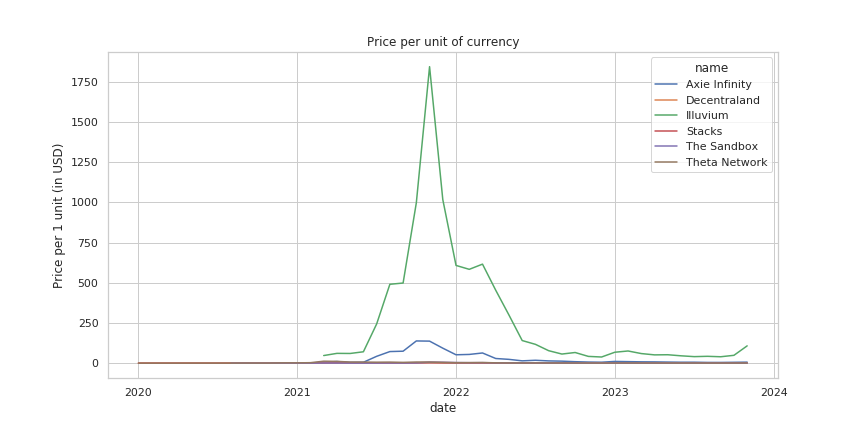 Price per unit of currency
name
Axie Infinity
Decentraland
Illuvium
Stacks
The Sandbox
Theta Network
Price per 1 unit (in USD)
1750
1500
1250
1000
750
500
250
0
2020 2021 2022 2023 2024
date